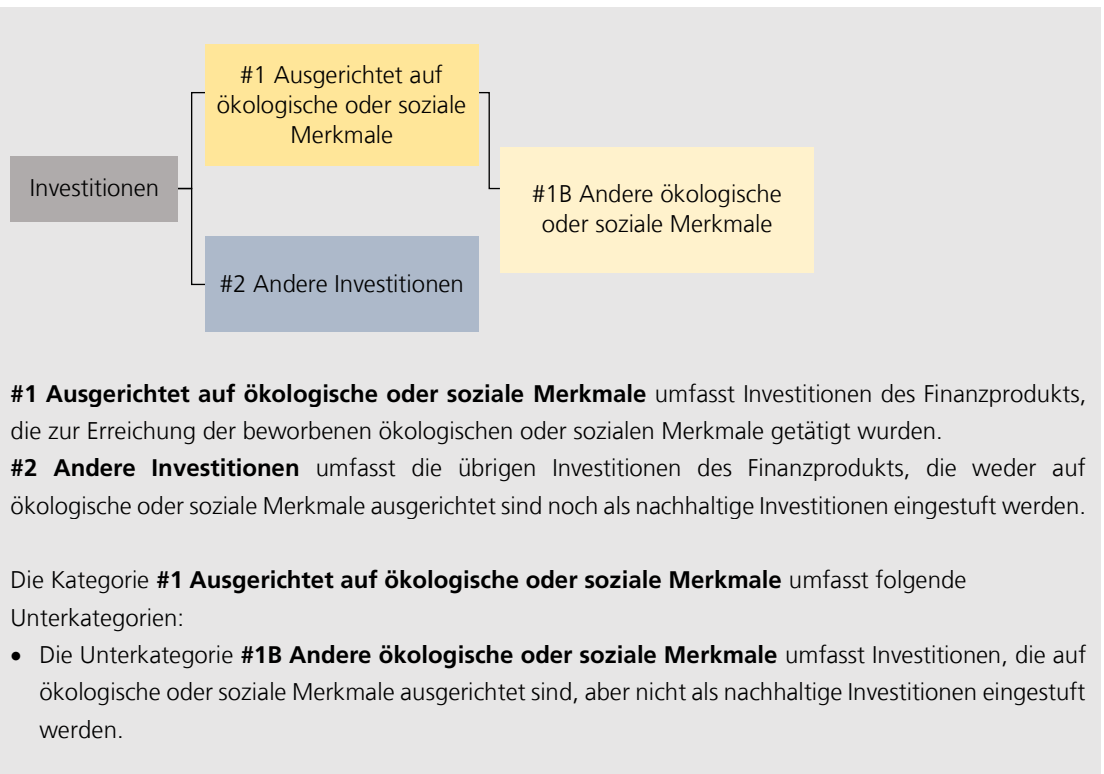 #1 Ausgerichtet auf
ökologische oder soziale
Merkmale
Investitionen
#1B Andere ökologische
oder soziale Merkmale
#2 Andere Investitionen
#1 Ausgerichtet auf ökologische oder soziale Merkmale umfasst Investitionen des Finanzprodukts,
die zur Erreichung der beworbenen ökologischen oder sozialen Merkmale getätigt wurden.
#2 Andere Investitionen umfasst die übrigen Investitionen des Finanzprodukts, die weder auf
ökologische oder soziale Merkmale ausgerichtet sind noch als nachhaltige Investitionen eingestuft werden.
Die Kategorie #1 Ausgerichtet auf ökologische oder soziale Merkmale umfasst folgende
Unterkategorien:
• Die Unterkategorie #1B Andere ökologische oder soziale Merkmale umfasst Investitionen, die auf
ökologische oder soziale Merkmale ausgerichtet sind, aber nicht als nachhaltige Investitionen eingestuft
werden.